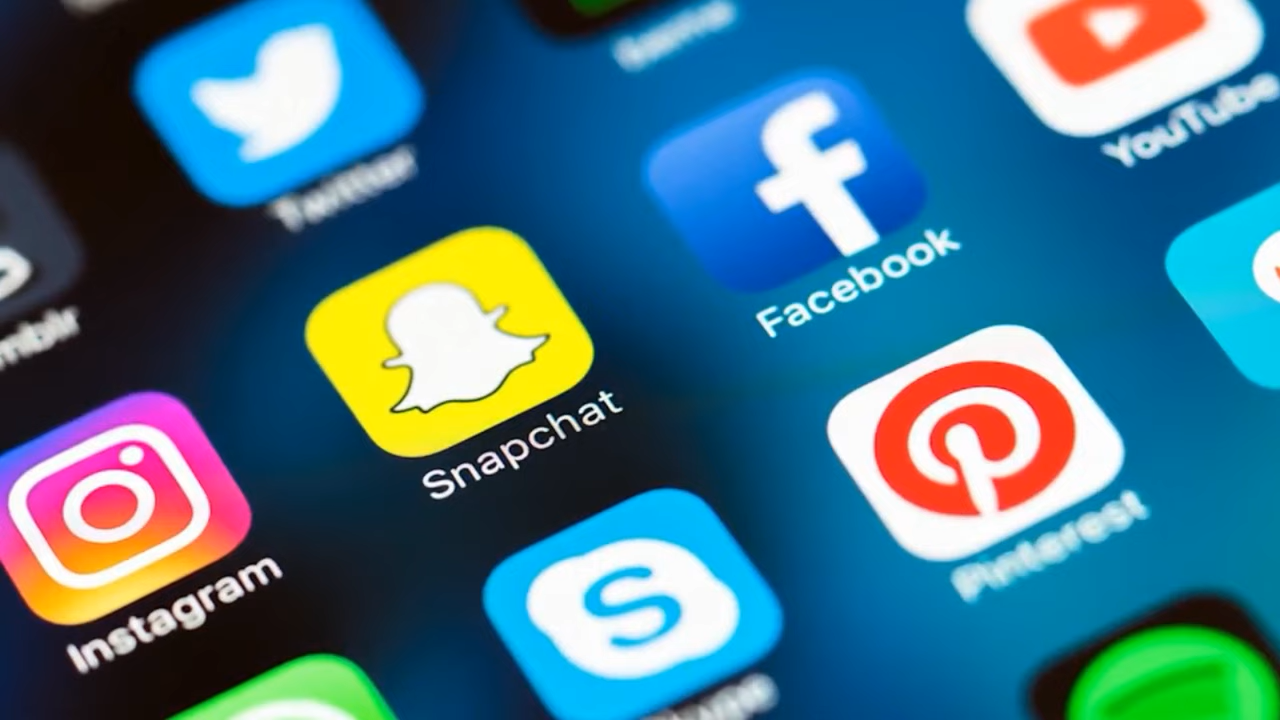 Twitter
YouTube
Facebook
Snapchat
Pinterest
Instagram